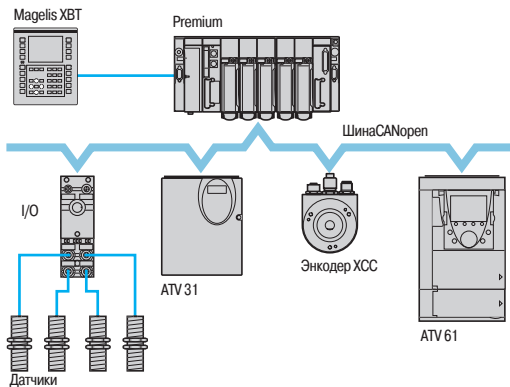 Magelis XBT
Premium
ШинаCANopen
I/O
Энкодер XCC
ATV 31
ATV 61
Датчики